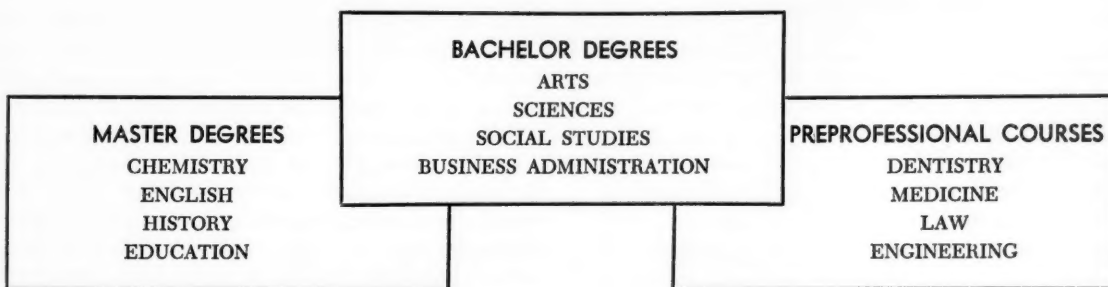 BACHELOR DEGREES
ARTS
SCIENCES
SOCIAL STUDIES
BUSINESS ADMINISTRATION
MASTER DEGREES
CHEMISTRY
ENGLISH
HISTORY
EDUCATION
PREPROFESSIONAL COURSES
DENTISTRY
MEDICINE
LAW
ENGINEERING